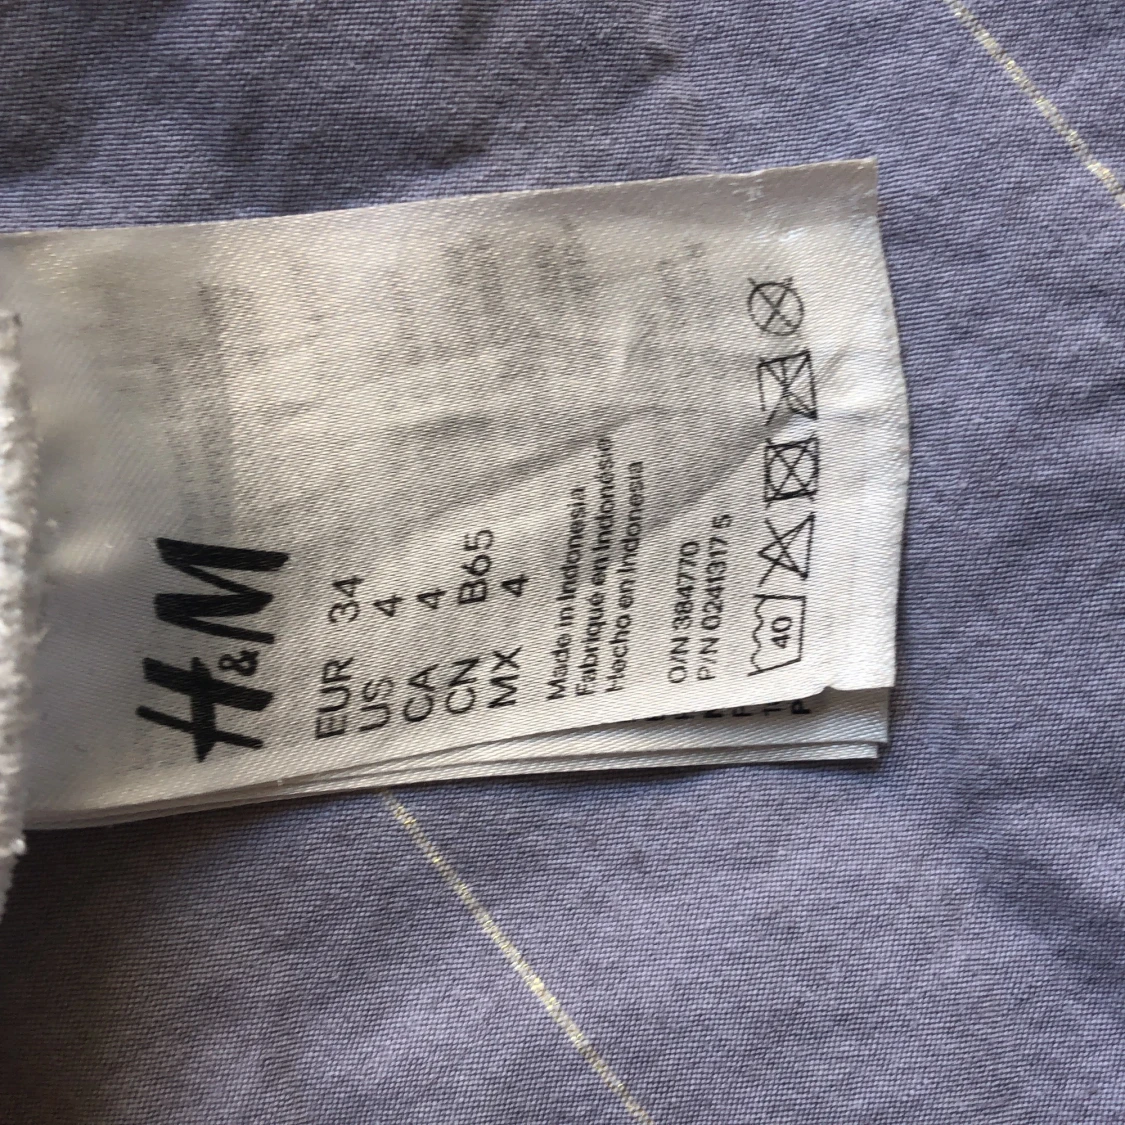 H&M
EUR 34
US 4
CA 4
CN B65
MX 4
Made in Indonesia
Fabriqué en Indonésie
Hecho en Indonesia
O/N 384770
P/N 0241317 5
40